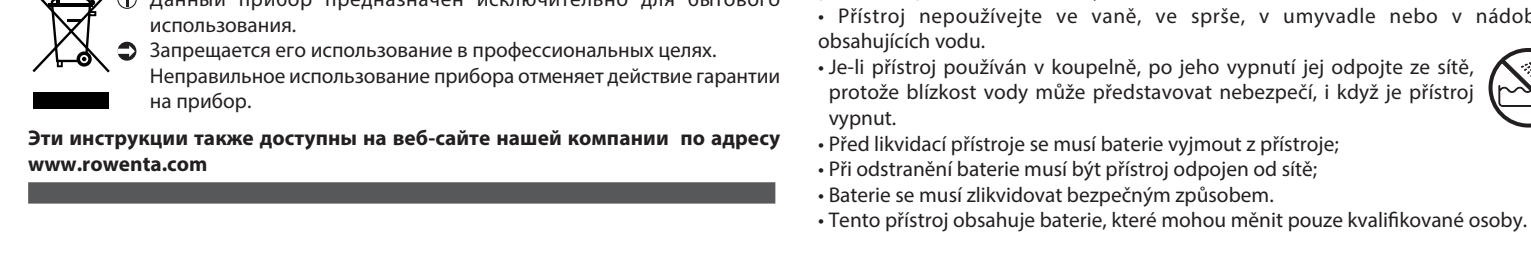 Данный прибор предназначен исключительно для бытового
использования.
Запрещается его использование в профессиональных целях.
Неправильное использование прибора отменяет действие гарантии
на прибор.
Эти инструкции также доступны на веб-сайте нашей компании по адресу
www.rowenta.com
• Přístroj nepoužívejte ve vaně, ve sprše, v umyvadle nebo v
obsahujících vodu.
• Je-li přístroj používán v koupelně, po jeho vypnutí jej odpojte ze sítě,
protože blízkost vody může představovat nebezpečí, i když je přístroj
vypnut.
• Před likvidací přístroje se musí baterie vyjmout z přístroje;
• Při odstranění baterie musí být přístroj odpojen od sítě;
• Baterie se musí zlikvidovat bezpečným způsobem.
• Tento přístroj obsahuje baterie, které mohou měnit pouze kvalifikované osoby.